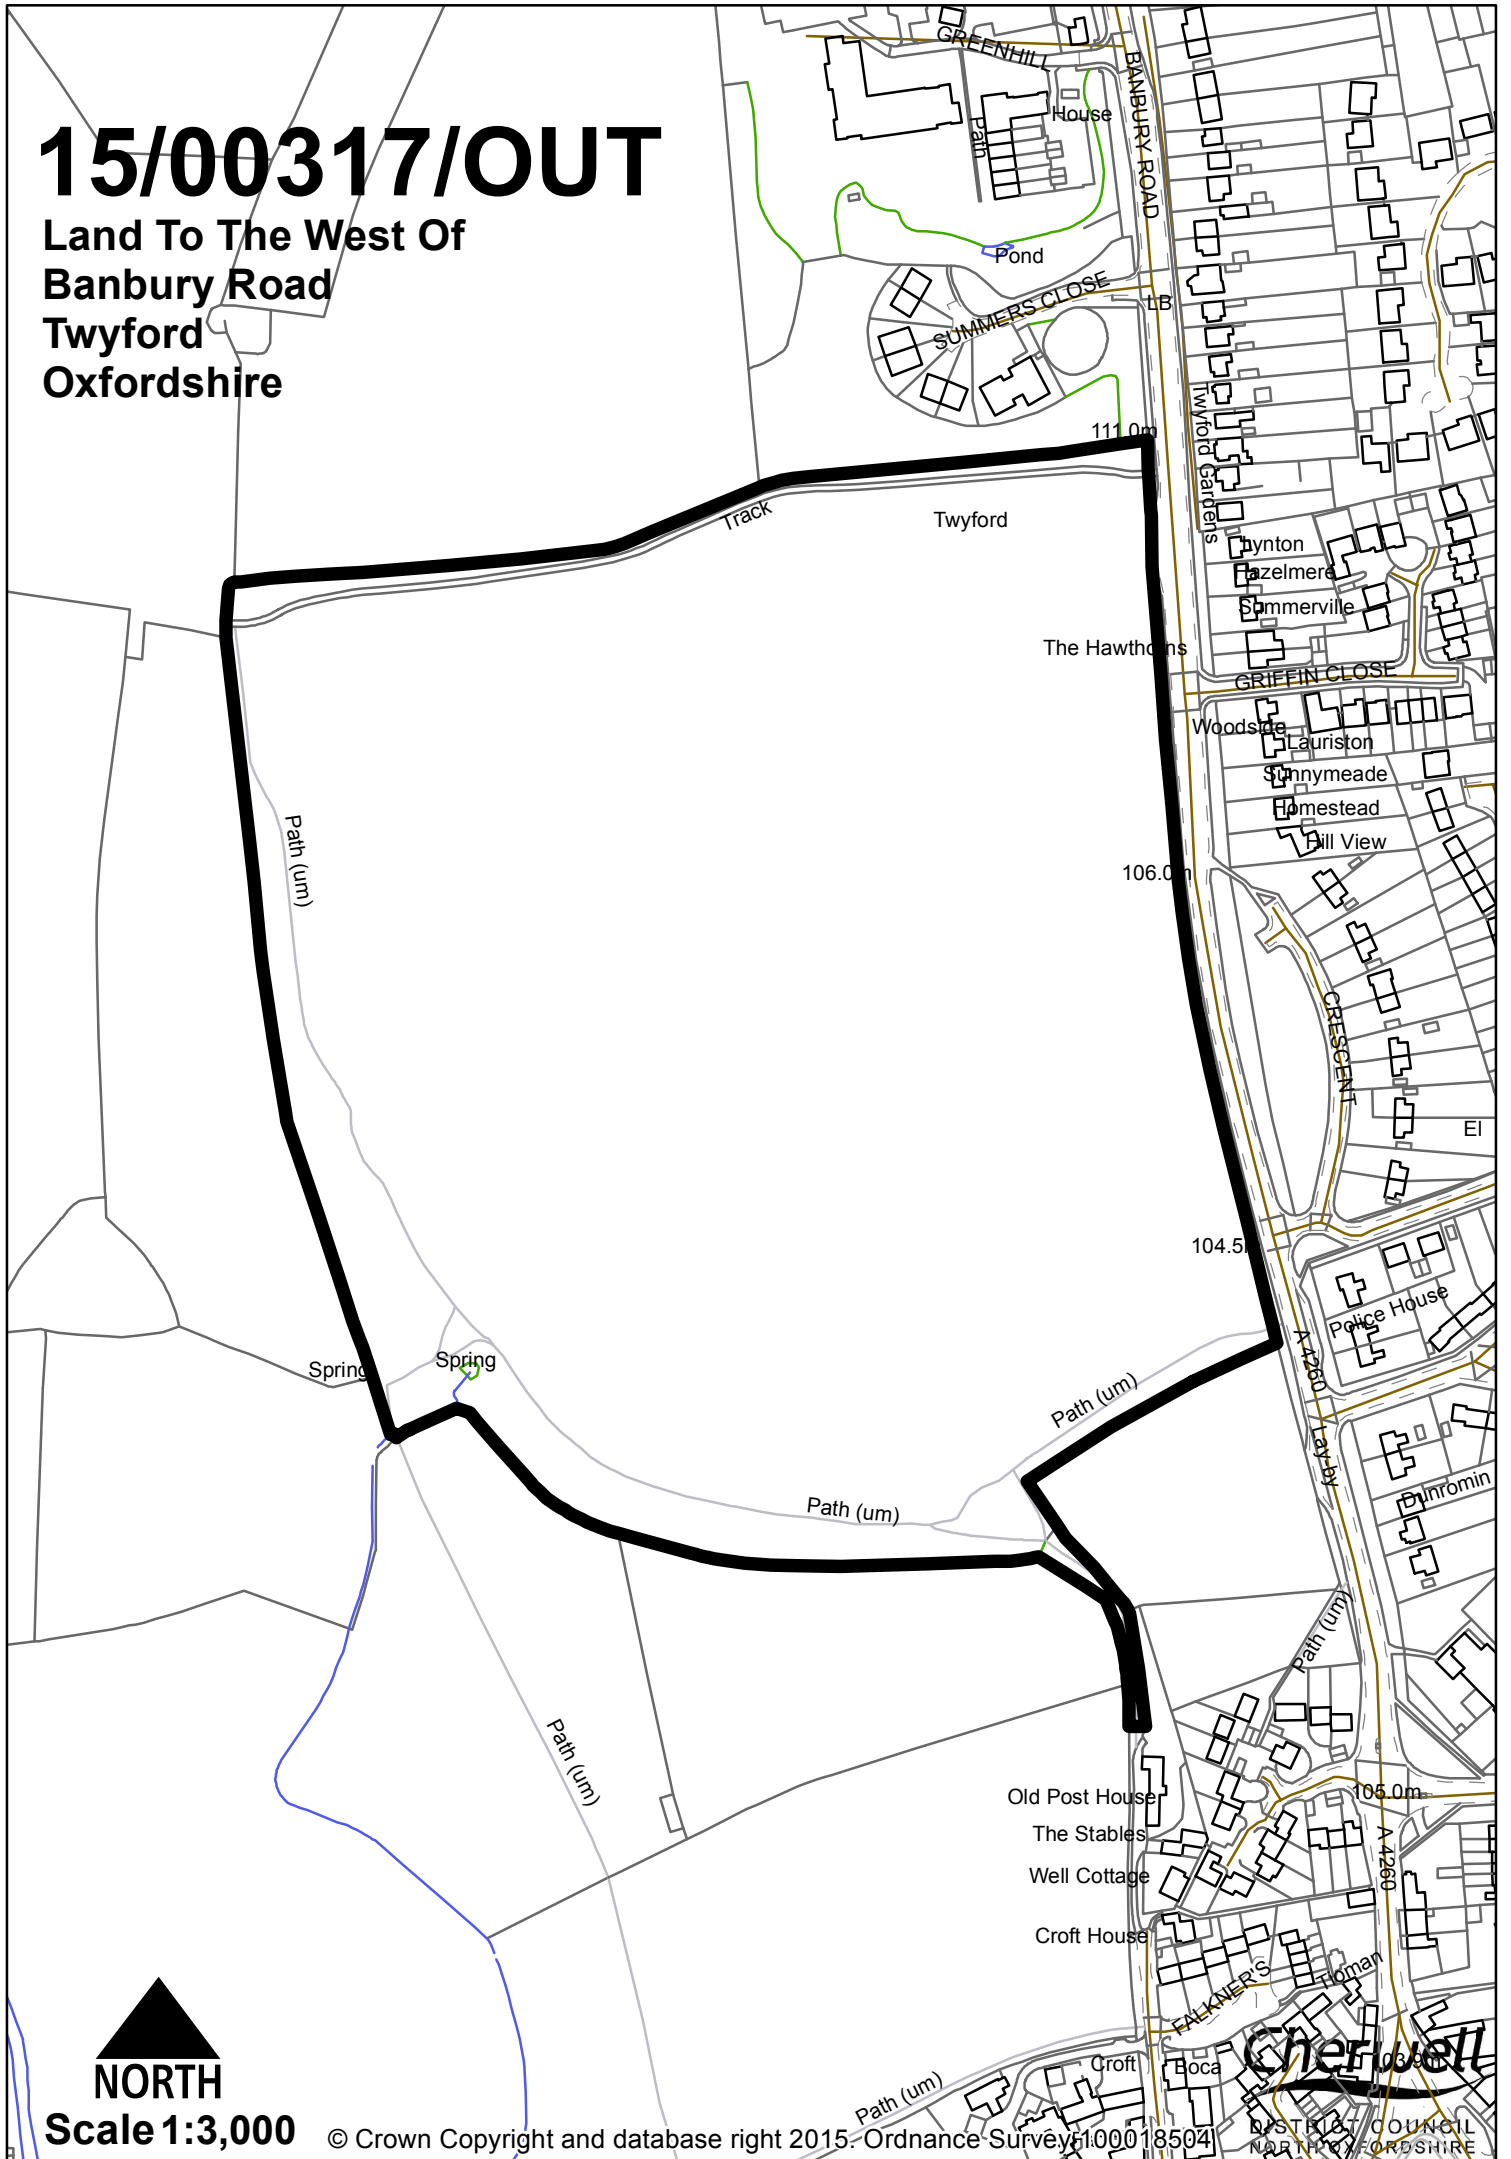 15/00317/OUT
Land To The West Of
Banbury Road
Twyford
Oxfordshire
GREENHILL
House
Path
BANBURY ROAD
Pond
SUMMERS CLOSE
LB
111.0m
Twyford Gardens
Track
Twyford
Lynton
Hazelmere
Summerville
The Hawthorns
GRIFFIN CLOSE
Woodside
Lauriston
Sunnymeade
Homestead
Hill View
Path (um)
106.0m
CRESCENT
El
104.5m
Police House
A 4260
Spring
Spring
Path (um)
Lay-by
Dunromin
Path (um)
Path (um)
Path (um)
Old Post House
105.0m
The Stables
A 4260
Well Cottage
Croft House
Tioman
FALKNER'S
NORTH
Croft
Boca
Cherwell
103.9m
Path (um)
Scale 1:3,000
© Crown Copyright and database right 2015. Ordnance Survey 100018504
DISTRICT COUNCIL
NORTH OXFORDSHIRE